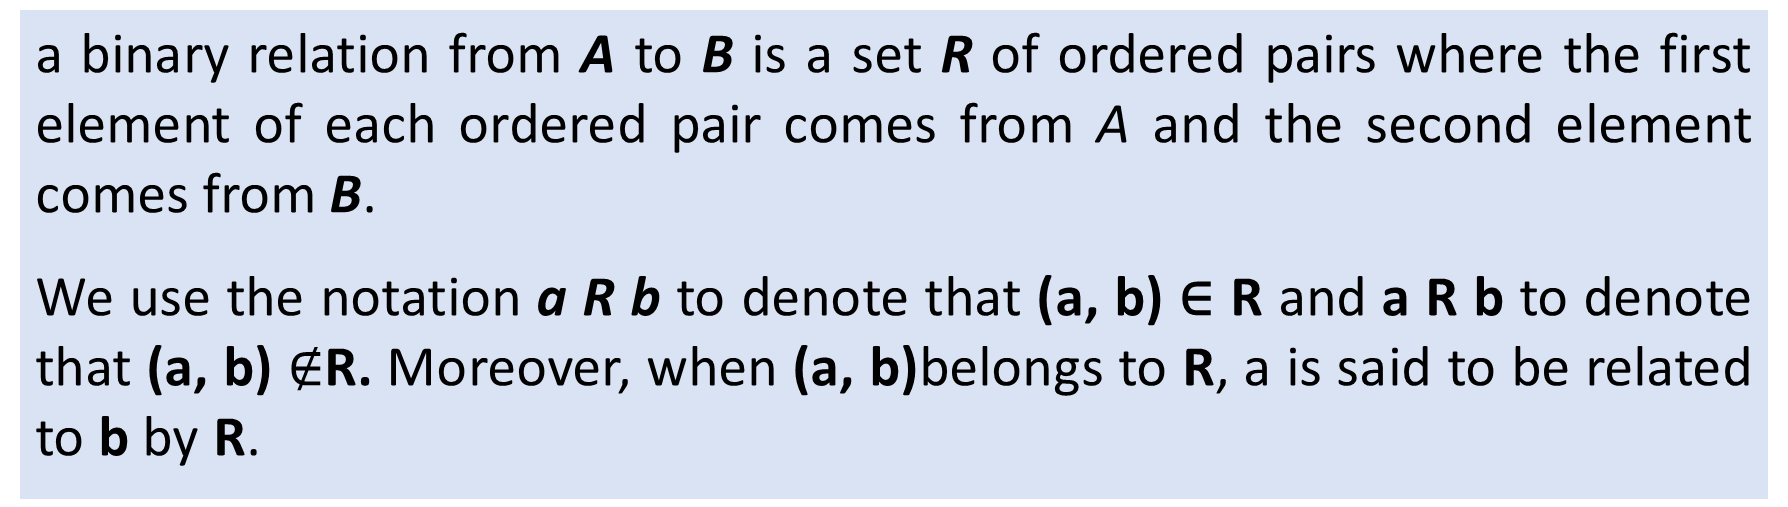 a binary relation from A to B is a set R of ordered pairs where the first
element of each ordered pair comes from A and the second element
comes from B.
We use the notation a R b to denote that (a, b) ∈ R and a R b to denote
that (a, b) ∉R. Moreover, when (a, b)belongs to R, a is said to be related
to b by R.